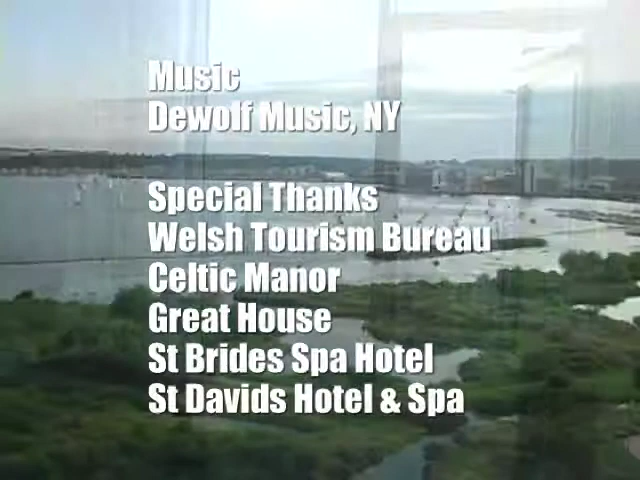 Music
Dewolf Music, NY
Special Thanks
Welsh Tourism Bureau
Celtic Manor
Great House
St Brides Spa Hotel
St Davids Hotel & Spa